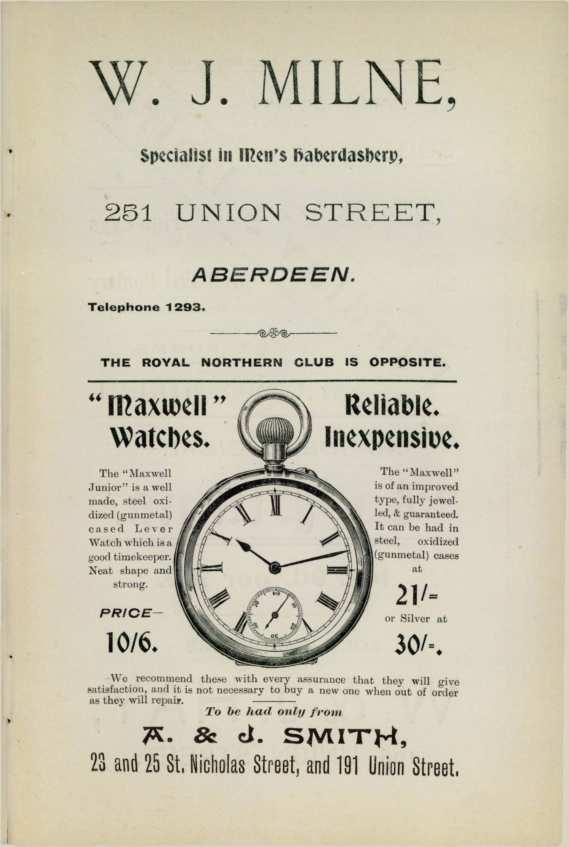 W. J. MILNE,
Specialist in Men's Haberdashery,
251 UNION STREET,
ABERDEEN.
Telephone 1293.
THE ROYAL NORTHERN CLUB IS OPPOSITE.
“Maxwell”
Watches.
The “Maxwell
Junior” is a well
made, steel oxi-
dized (gunmetal)
cased Lever
Watch which is a
good timekeeper.
Neat shape and
strong.
PRICE—
10/6.
Reliable.
Inexpensive.
The “Maxwell”
is of an improved
type, fully jewel-
led, & guaranteed.
It can be had in
steel, oxidized
(gunmetal) cases
at
21/=
or Silver at
30/=.
We recommend these with every assurance that they will give
satisfaction, and it is not necessary to buy a new one when out of order
as they will repair.
To be had only from
A. & J. SMITH,
23 and 25 St. Nicholas Street, and 191 Union Street.